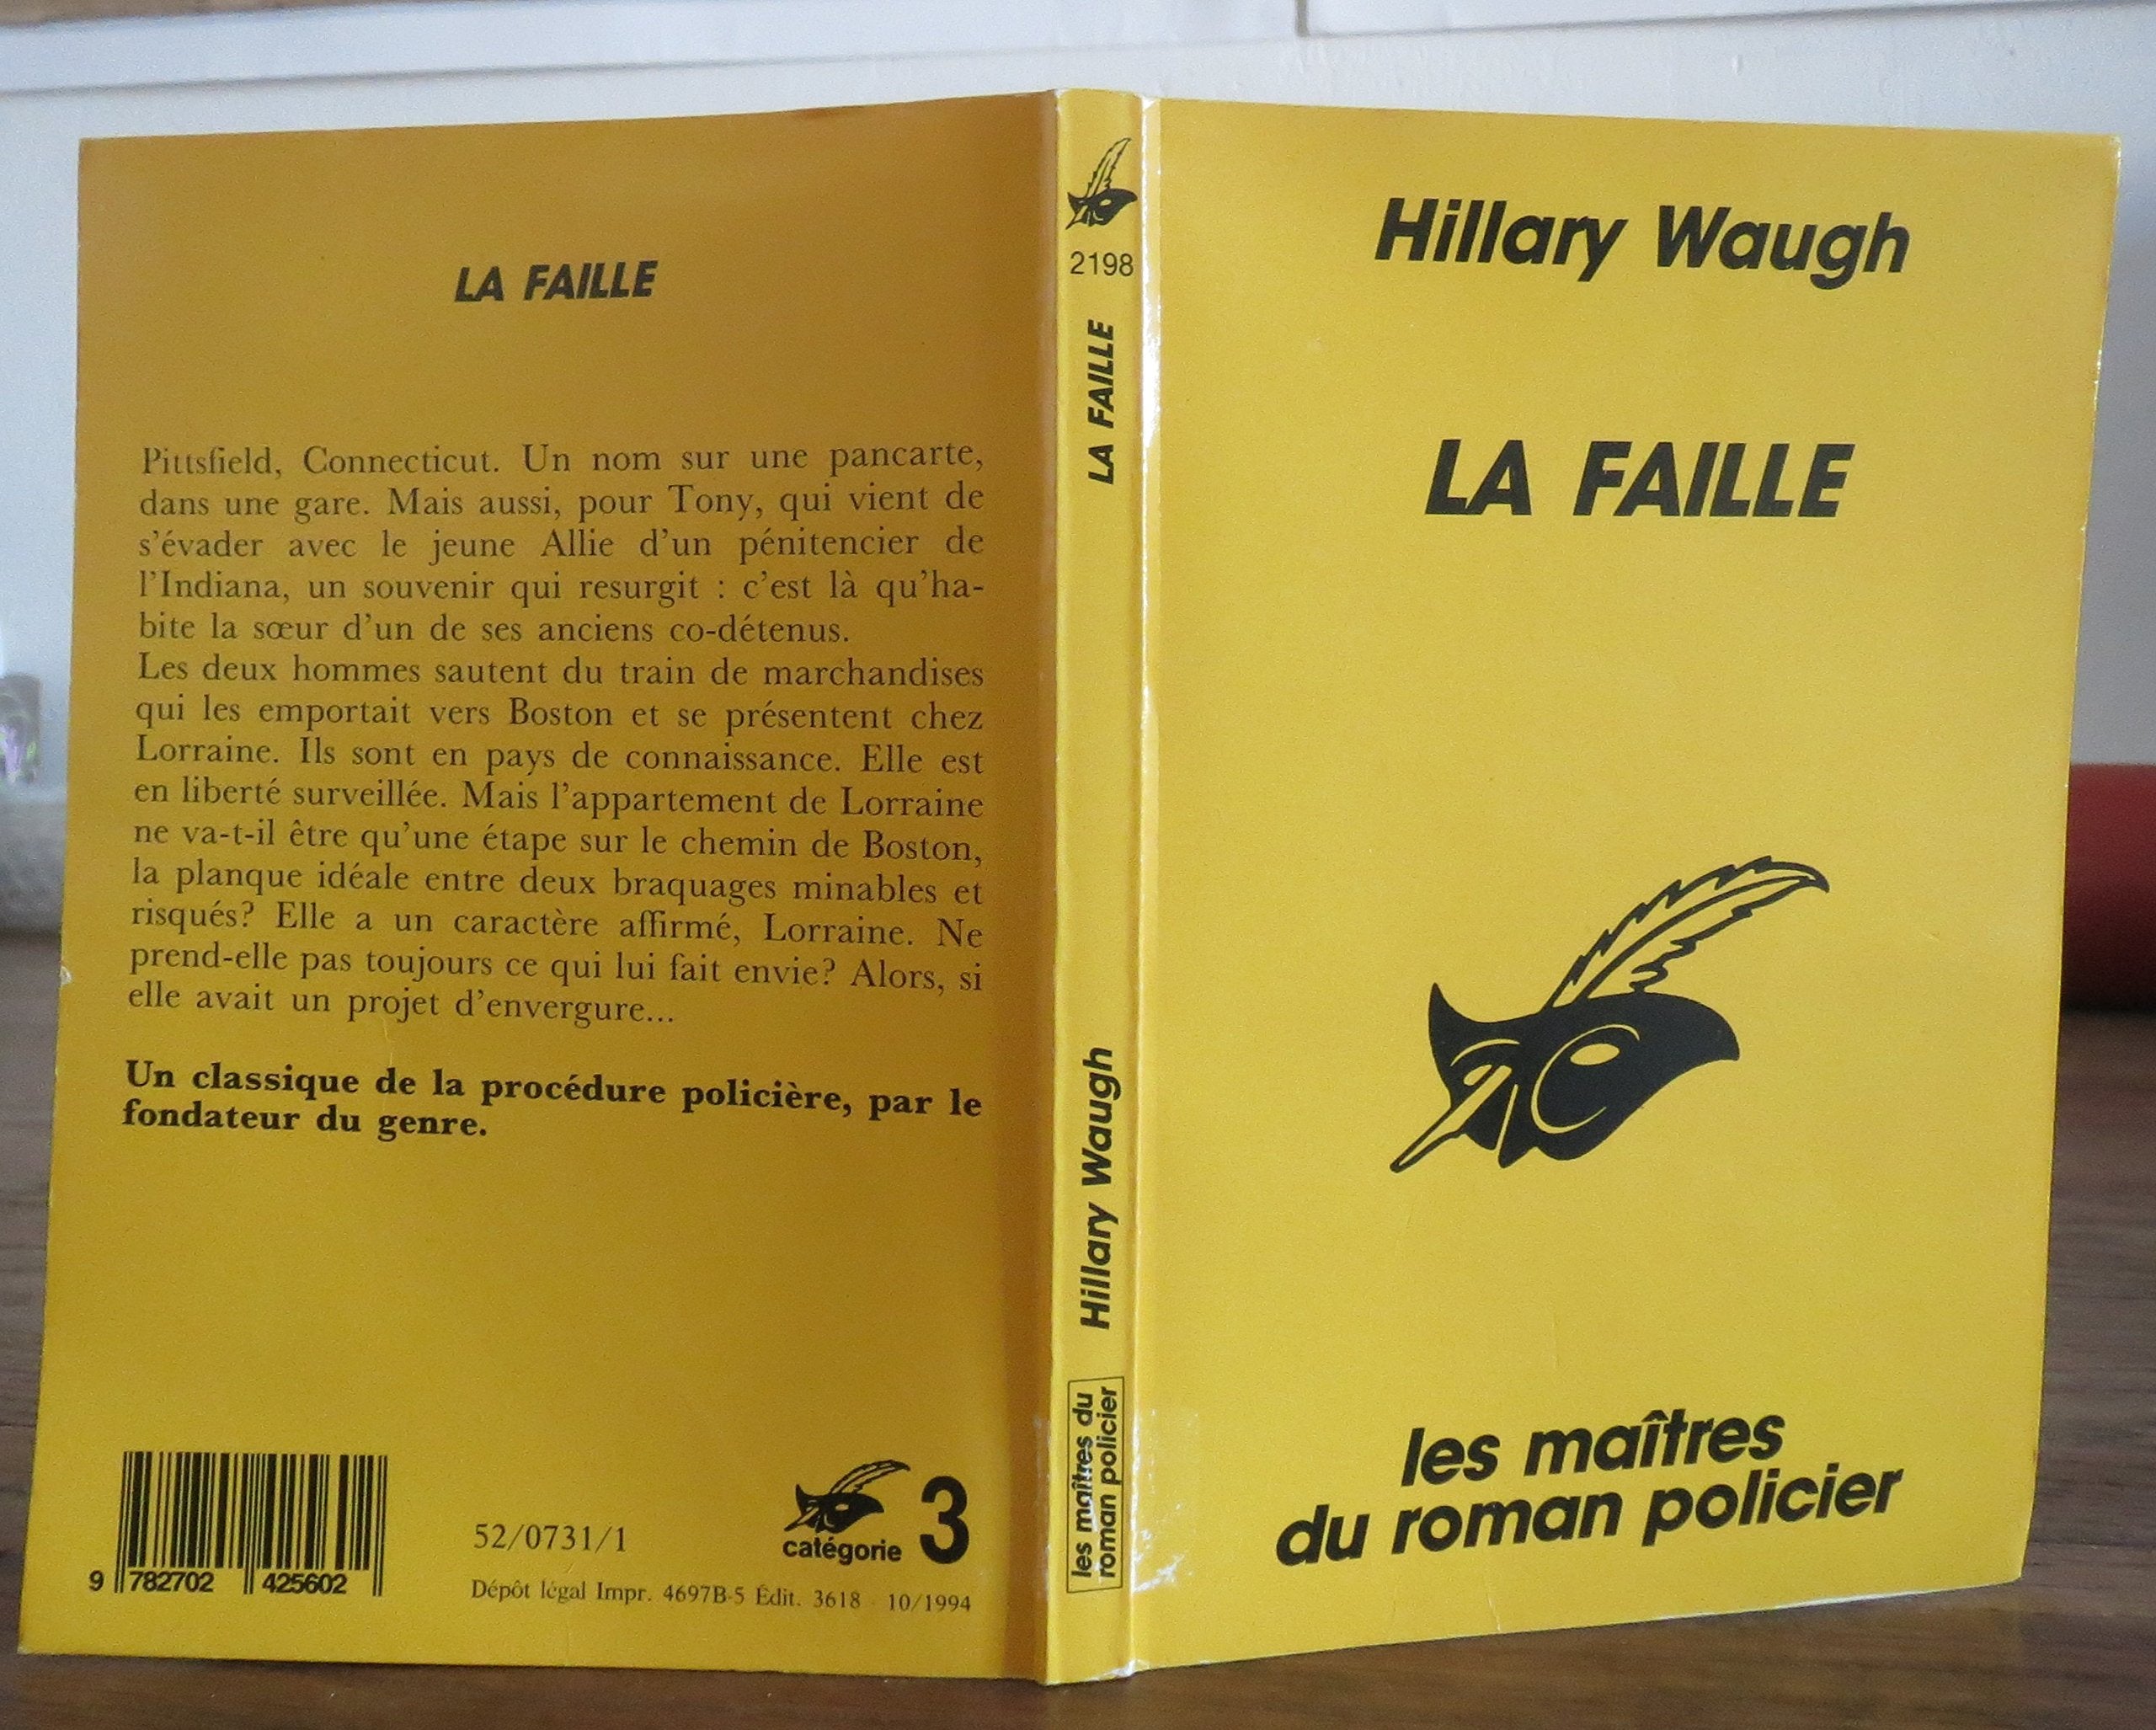 LA FAILLE
Pittsfield, Connecticut. Un nom sur une pancarte,
dans une gare. Mais aussi, pour Tony, qui vient de
s'évader avec le jeune Allie d'un pénitencier de
l'Indiana, un souvenir qui resurgit : c'est là qu'ha-
bite la sœur d'un de ses anciens co-détenus.
Les deux hommes sautent du train de marchandises
qui les emportait vers Boston et se présentent chez
Lorraine. Ils sont en pays de connaissance. Elle est
en liberté surveillée. Mais l'appartement de Lorraine
ne va-t-il être qu'une étape sur le chemin de Boston,
la planque idéale entre deux braquages minables et
risqués? Elle a un caractère affirmé, Lorraine. Ne
prend-elle pas toujours ce qui lui fait envie? Alors, si
elle avait un projet d'envergure...
Un classique de la procédure policière, par le
fondateur du genre.
9 782702 425602
52/0731/1
catégorie 3
Dépôt légal Impr. 4697B-5 Édit. 3618 10/1994
2198
LA FAILLE
Hillary Waugh
les maîtres du
roman policier
Hillary Waugh
LA FAILLE
les maîtres
du roman policier